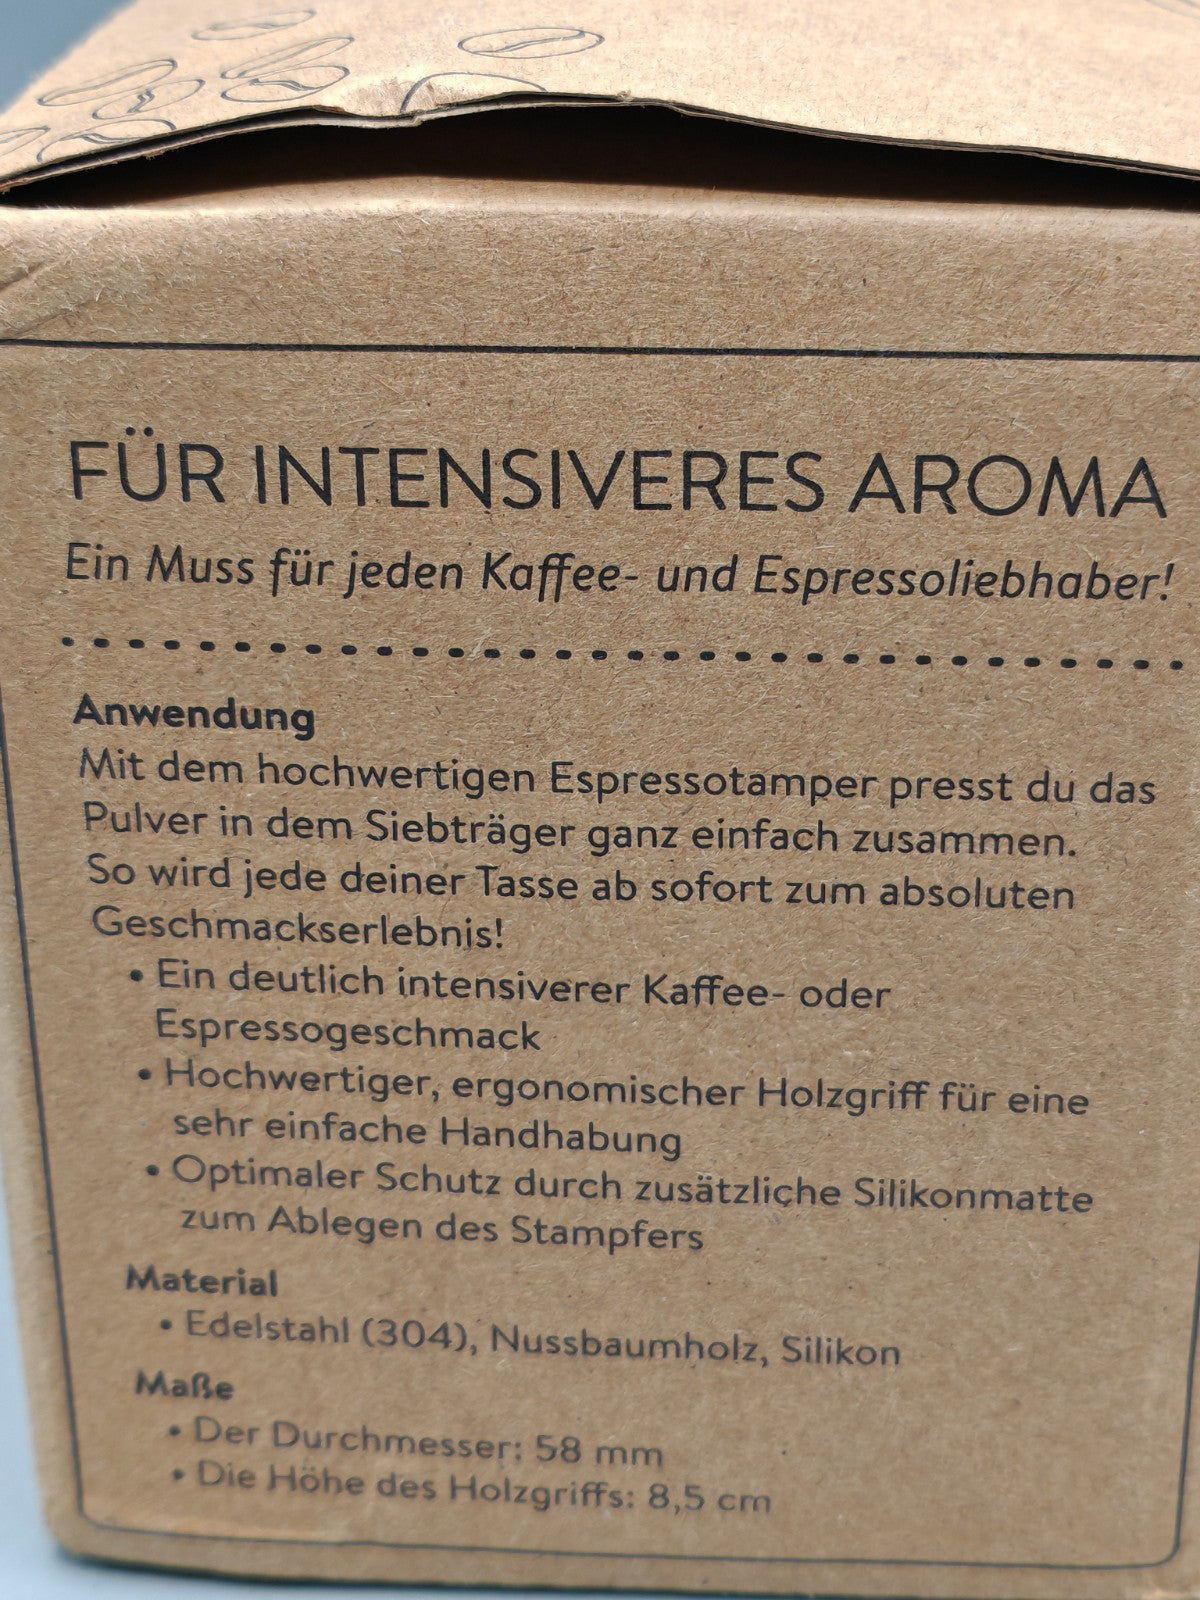 FÜR INTENSIVERES AROMA
Ein Muss für jeden Kaffee- und Espressoliebhaber!
Anwendung
Mit dem hochwertigen Espressotamper presst du das
Pulver in dem Siebträger ganz einfach zusammen.
So wird jede deiner Tasse ab sofort zum absoluten
Geschmackserlebnis!
• Ein deutlich intensiverer Kaffee- oder
Espressogeschmack
• Hochwertiger, ergonomischer Holzgriff für eine
sehr einfache Handhabung
• Optimaler Schutz durch zusätzliche Silikonmatte
zum Ablegen des Stampfers
Material
• Edelstahl (304), Nussbaumholz, Silikon
Maße
• Der Durchmesser: 58 mm
• Die Höhe des Holzgriffs: 8,5 cm